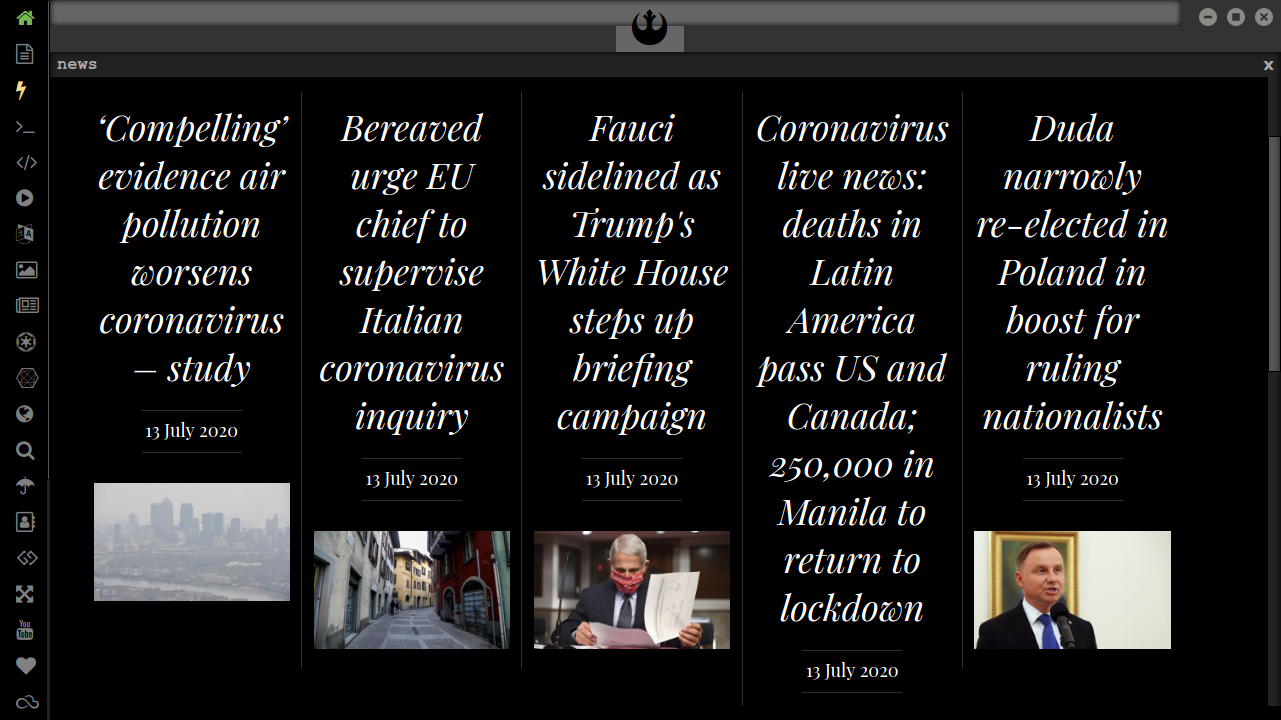 news
x
‘Compelling’
evidence air
pollution
worsens
coronavirus
– study
13 July 2020
Bereaved
urge EU
chief to
supervise
Italian
coronavirus
inquiry
13 July 2020
Fauci
sidelined as
Trump's
White House
steps up
briefing
campaign
13 July 2020
Coronavirus
live news:
deaths in
Latin
America
pass US and
Canada;
250,000 in
Manila to
return to
lockdown
13 July 2020
Duda
narrowly
re-elected in
Poland in
boost for
ruling
nationalists
13 July 2020
You
Tube